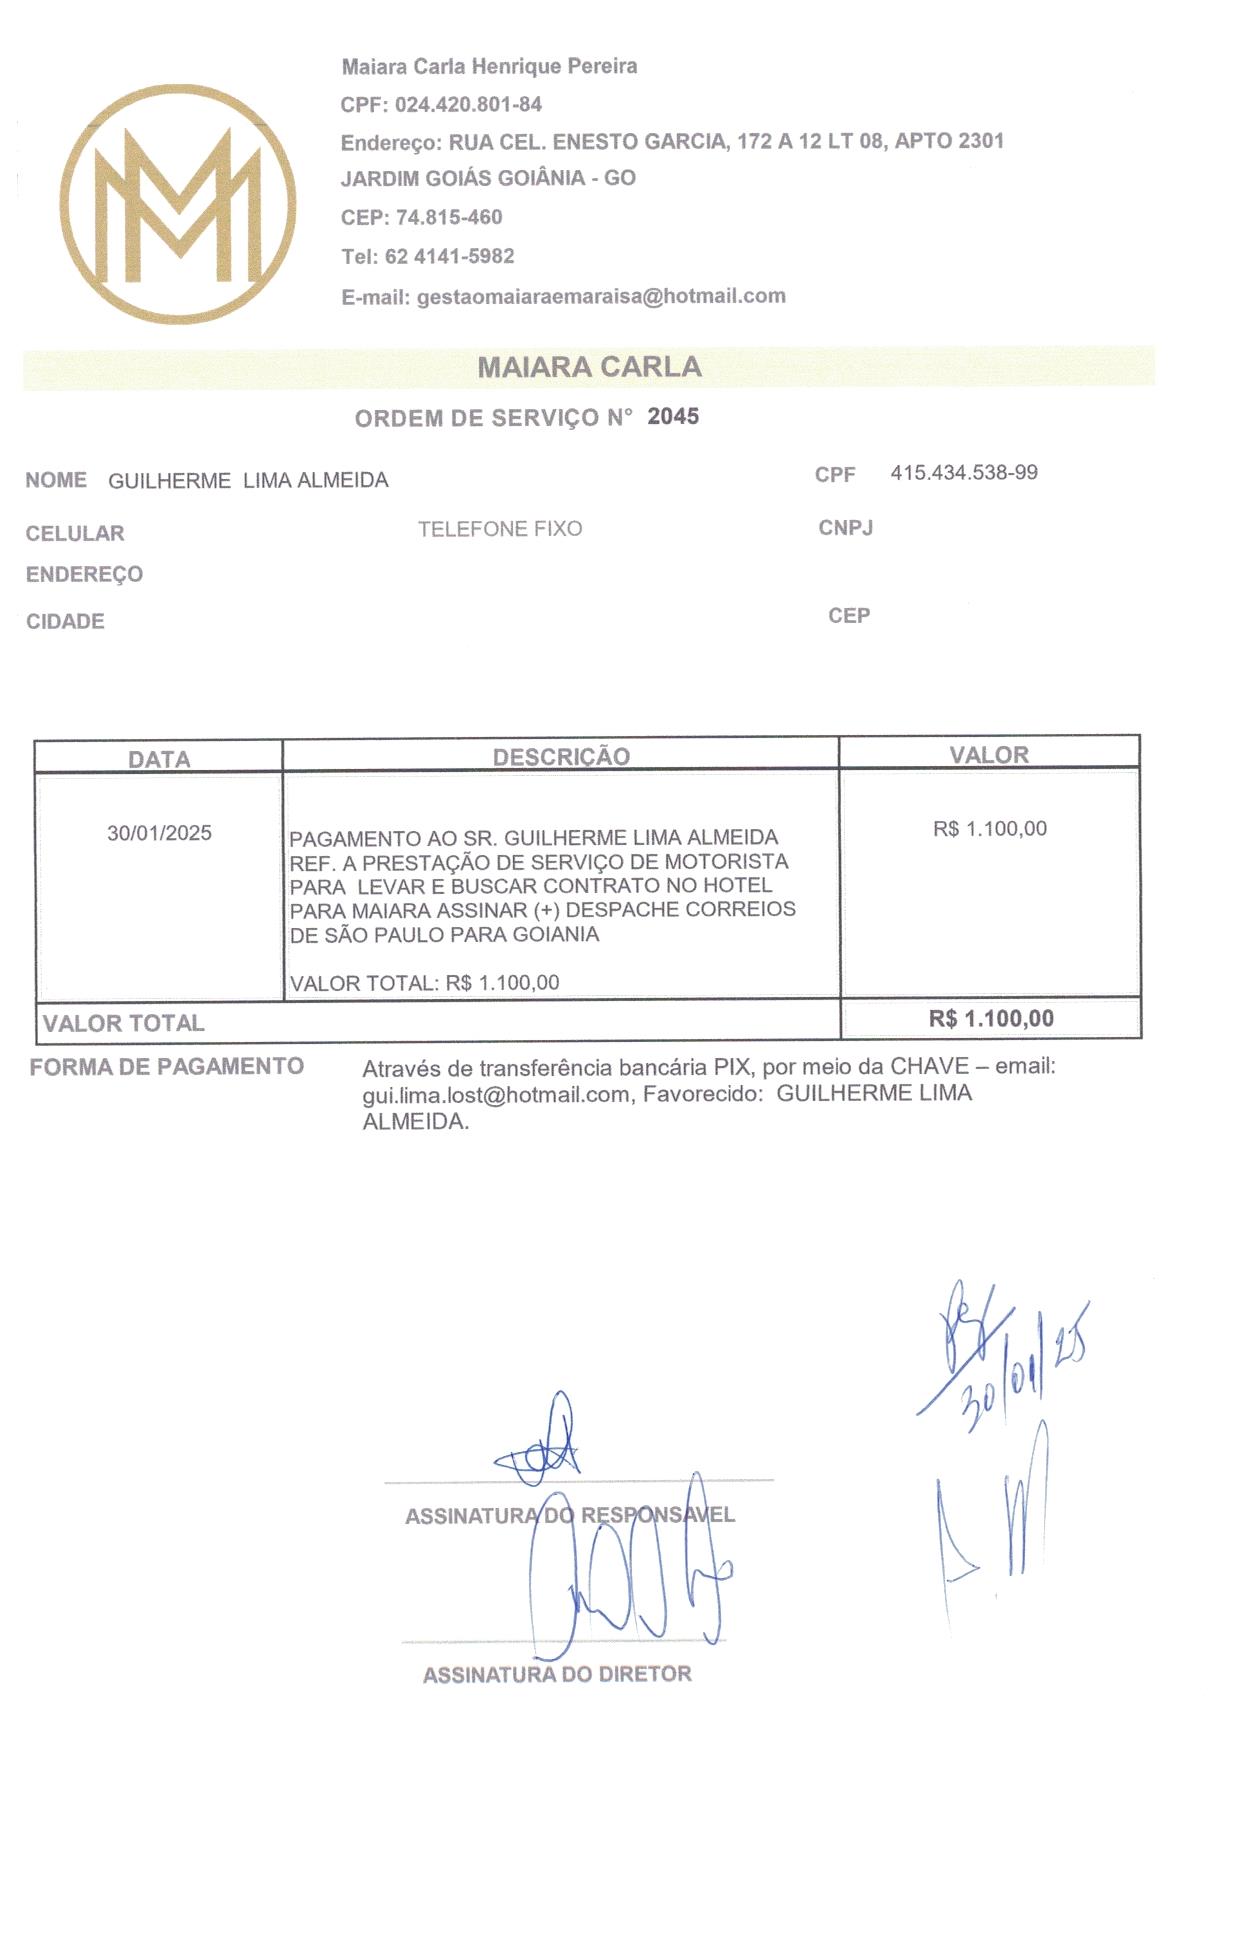 Maiara Carla Henrique Pereira
CPF: 024.420.801-84
Endereço: RUA CEL. ENESTO GARCIA, 172 A 12 LT 08, APTO 2301
JARDIM GOIÁS GOIÂNIA - GO
CEP: 74.815-460
Tel: 62 4141-5982
E-mail: gestaomaiaraemaraisa@hotmail.com
MAIARA CARLA
ORDEM DE SERVIÇO N° 2045
NOME GUILHERME LIMA ALMEIDA CPF 415.434.538-99
CELULAR TELEFONE FIXO CNPJ
ENDEREÇO
CIDADE CEP
DATA DESCRIÇÃO VALOR
30/01/2025 PAGAMENTO AO SR. GUILHERME LIMA ALMEIDA R$ 1.100,00
REF. A PRESTAÇÃO DE SERVIÇO DE MOTORISTA
PARA LEVAR E BUSCAR CONTRATO NO HOTEL
PARA MAIARA ASSINAR (+) DESPACHE CORREIOS
DE SÃO PAULO PARA GOIANIA
VALOR TOTAL: R$ 1.100,00
VALOR TOTAL R$ 1.100,00
FORMA DE PAGAMENTO Através de transferência bancária PIX, por meio da CHAVE – email:
gui.lima.lost@hotmail.com, Favorecido: GUILHERME LIMA
ALMEIDA.
30/01/25
ASSINATURA DO RESPONSAVEL
ASSINATURA DO DIRETOR